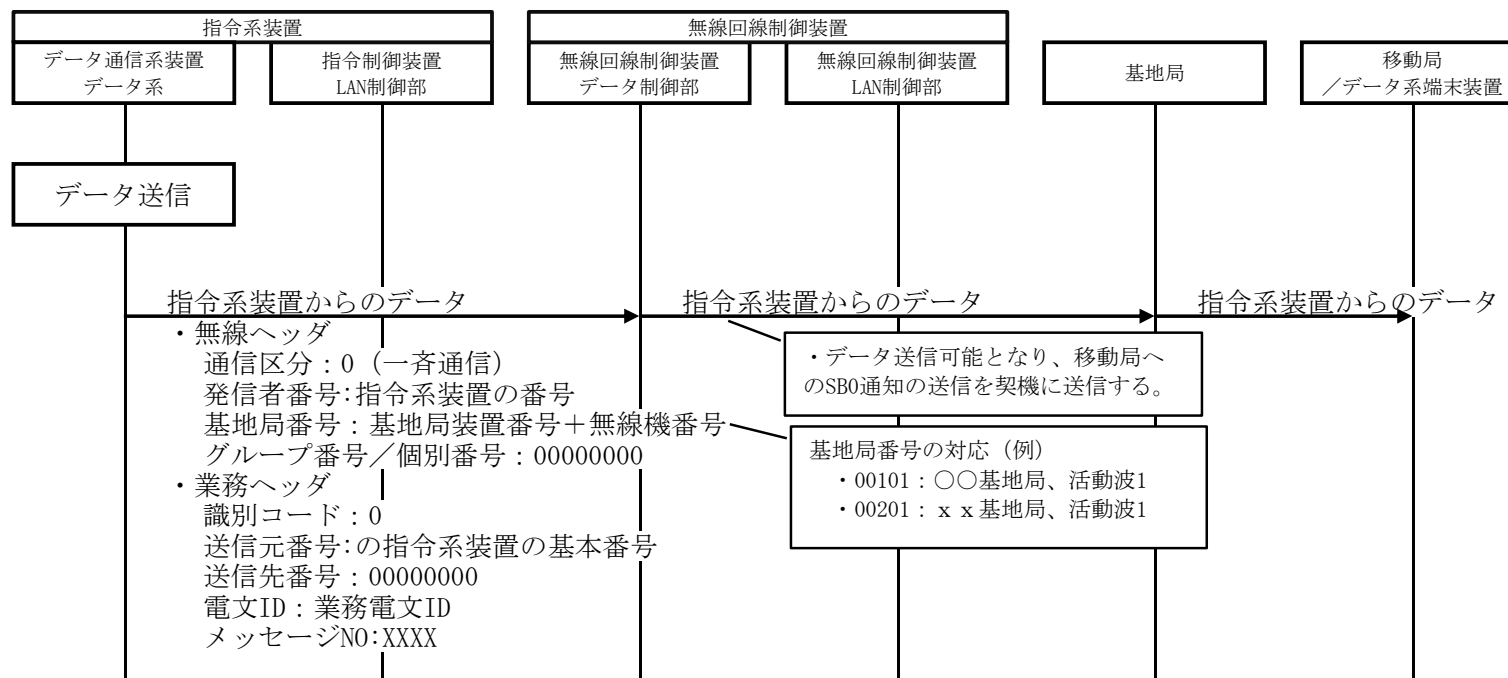 指令系装置
無線回線制御装置
データ通信系装置
データ系
指令制御装置
LAN制御部
無線回線制御装置
データ制御部
無線回線制御装置
LAN制御部
基地局
移動局
／データ系端末装置
データ送信
指令系装置からのデータ
指令系装置からのデータ
指令系装置からのデータ
・無線ヘッダ
通信区分：0（一斉通信）
発信者番号:指令系装置の番号
基地局番号：基地局装置番号＋無線機番号
グループ番号／個別番号：00000000
・業務ヘッダ
識別コード：0
送信元番号:の指令系装置の基本番号
送信先番号：00000000
電文ID：業務電文ID
メッセージNO:XXXX
・データ送信可能となり、移動局へ
のSB0通知の送信を契機に送信する。
基地局番号の対応（例）
・00101：○○基地局、活動波1
・00201：ｘｘ基地局、活動波1